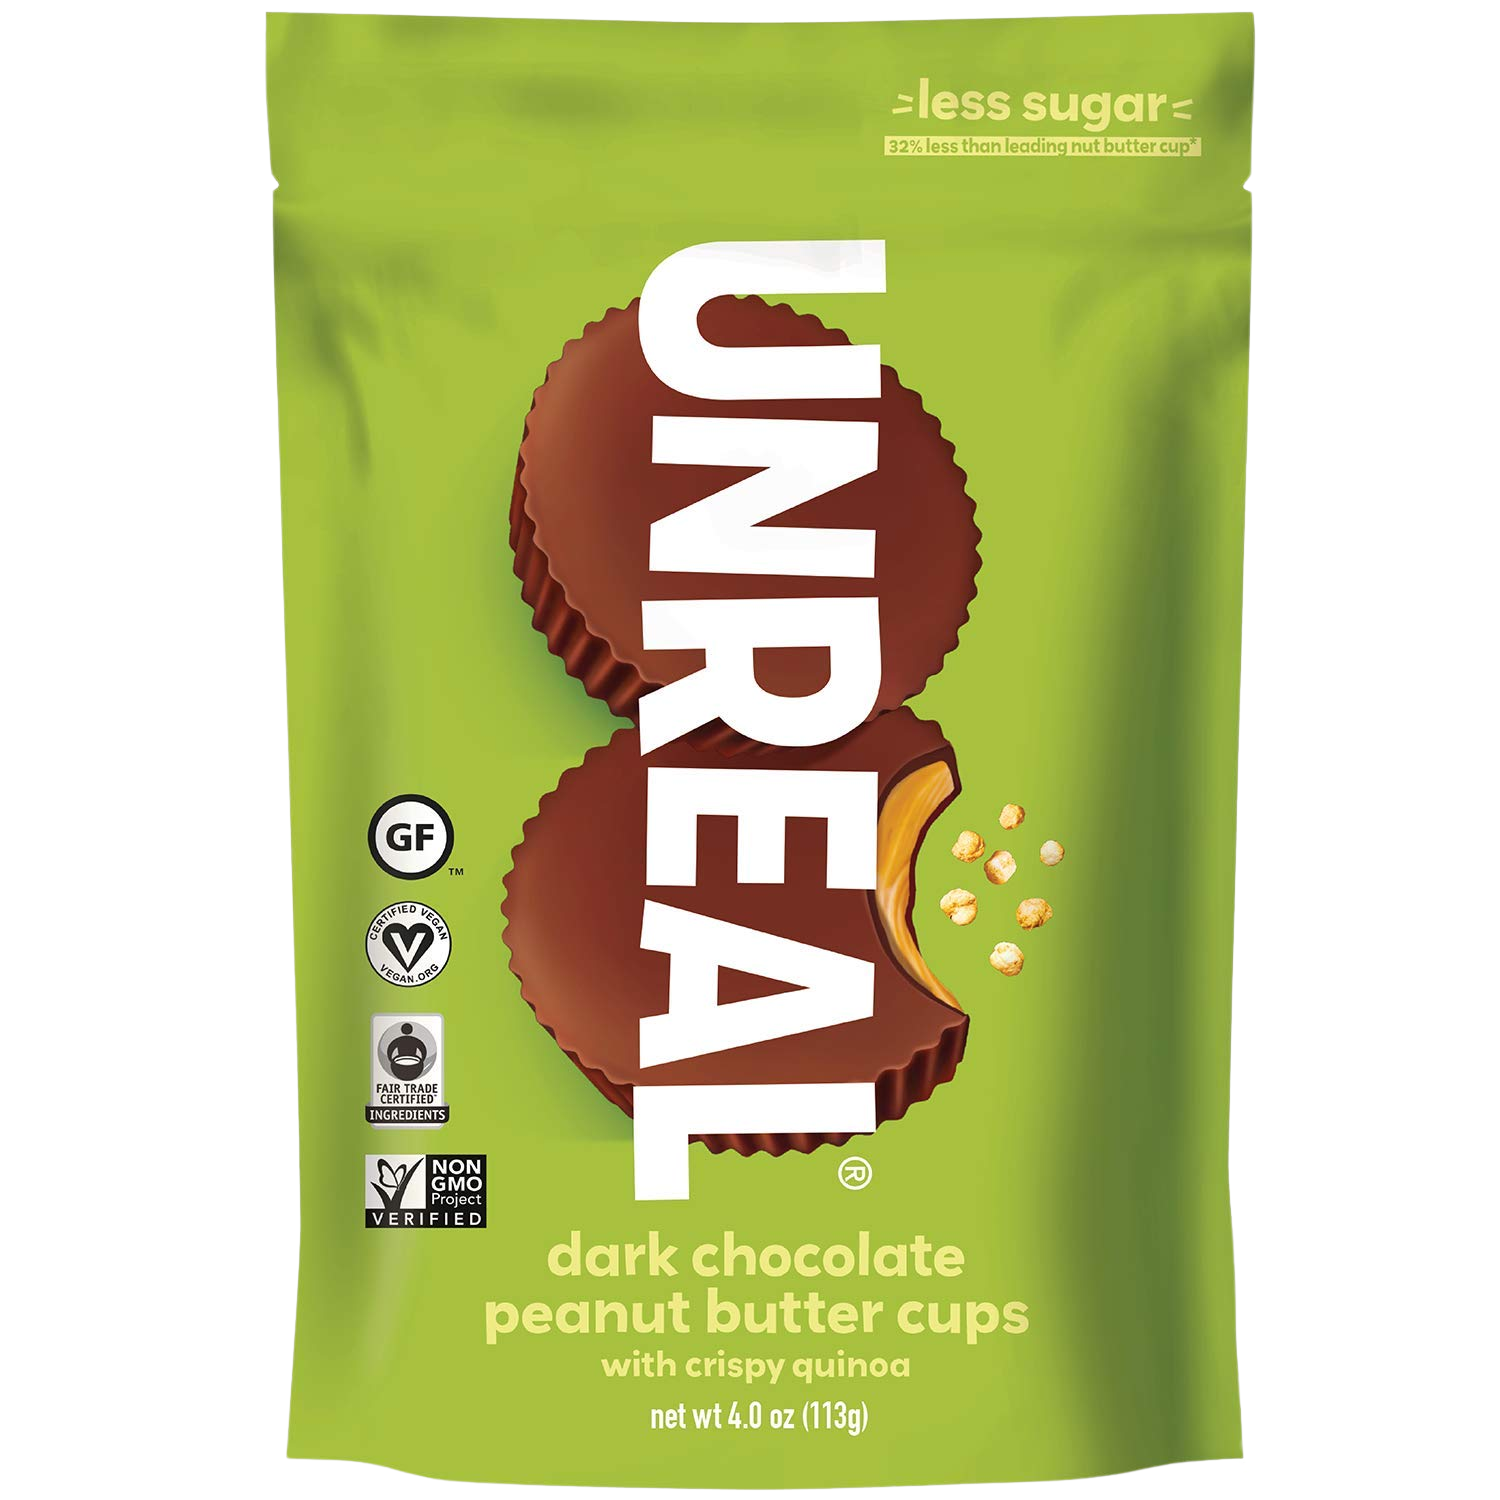 less sugar
32% less than leading nut butter cup*
UNREAL®
GF
TM
CERTIFIED VEGAN
V
VEGAN.ORG
FAIR TRADE
CERTIFIED™
INGREDIENTS
NON
GMO
Project
VERIFIED
dark chocolate
peanut butter cups
with crispy quinoa
net wt 4.0 oz (113g)